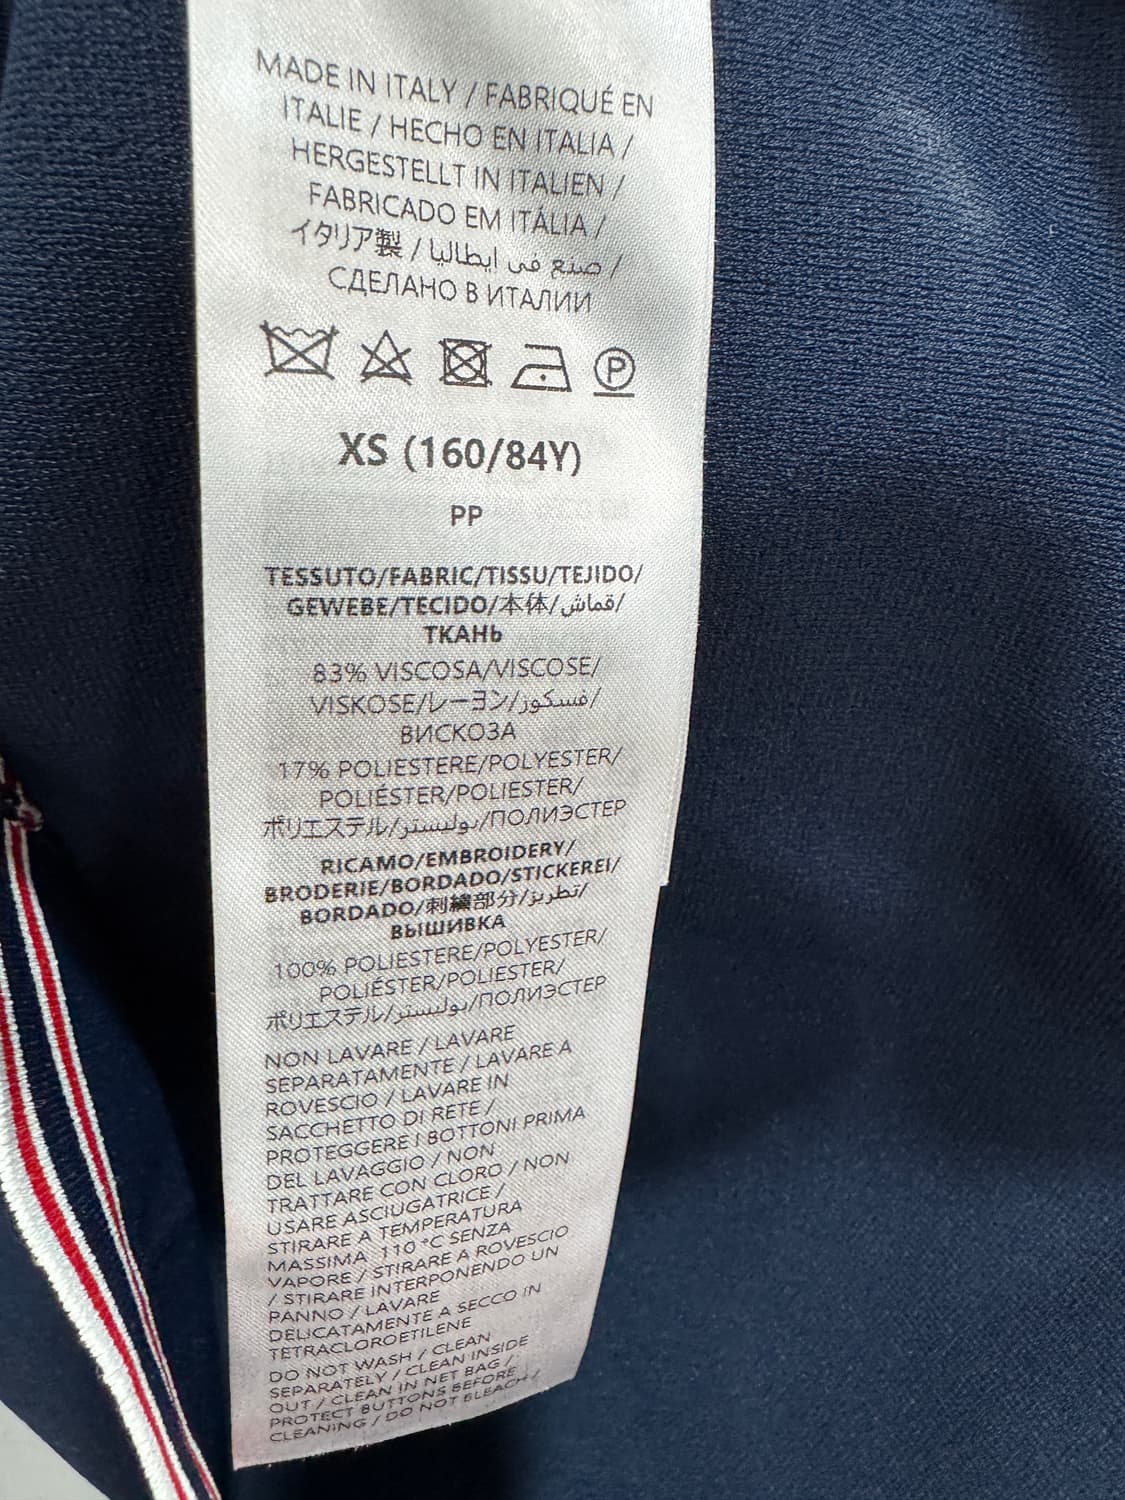 MADE IN ITALY / FABRIQUÉ EN
ITALIE / HECHO EN ITALIA /
HERGESTELLT IN ITALIEN /
FABRICADO EM ITÁLIA /
イタリア製 / صنع في ايطاليا /
СДЕЛАНО В ИТАЛИИ
P
XS (160/84Y)
PP
TESSUTO/FABRIC/TISSU/TEJIDO/
GEWEBE/TECIDO/本体/قماش/
ТКАНЬ
83% VISCOSA/VISCOSE/
VISKOSE/レーヨン/فسكوز/
ВИСКОЗА
17% POLIESTERE/POLYESTER/
POLIÉSTER/POLIESTER/
ポリエステル/بوليستر/ПОЛИЭСТЕР
RICAMO/EMBROIDERY/
BRODERIE/BORDADO/STICKEREI/
BORDADO/刺繍部分/تطريز/
ВЫШИВКА
100% POLIESTERE/POLYESTER/
POLIÉSTER/POLIESTER/
ポリエステル/بوليستر/ПОЛИЭСТЕР
NON LAVARE / LAVARE
SEPARATAMENTE / LAVARE A
ROVESCIO / LAVARE IN
SACCHETTO DI RETE /
PROTEGGERE I BOTTONI PRIMA
DEL LAVAGGIO / NON
TRATTARE CON CLORO / NON
USARE ASCIUGATRICE /
STIRARE A TEMPERATURA
MASSIMA 110 °C SENZA
VAPORE / STIRARE A ROVESCIO
/ STIRARE INTERPONENDO UN
PANNO / LAVARE
DELICATAMENTE A SECCO IN
TETRACLOROETILENE
DO NOT WASH / CLEAN
SEPARATELY / CLEAN INSIDE
OUT / CLEAN IN NET BAG /
PROTECT BUTTONS BEFORE
CLEANING / DO NOT BLEACH /